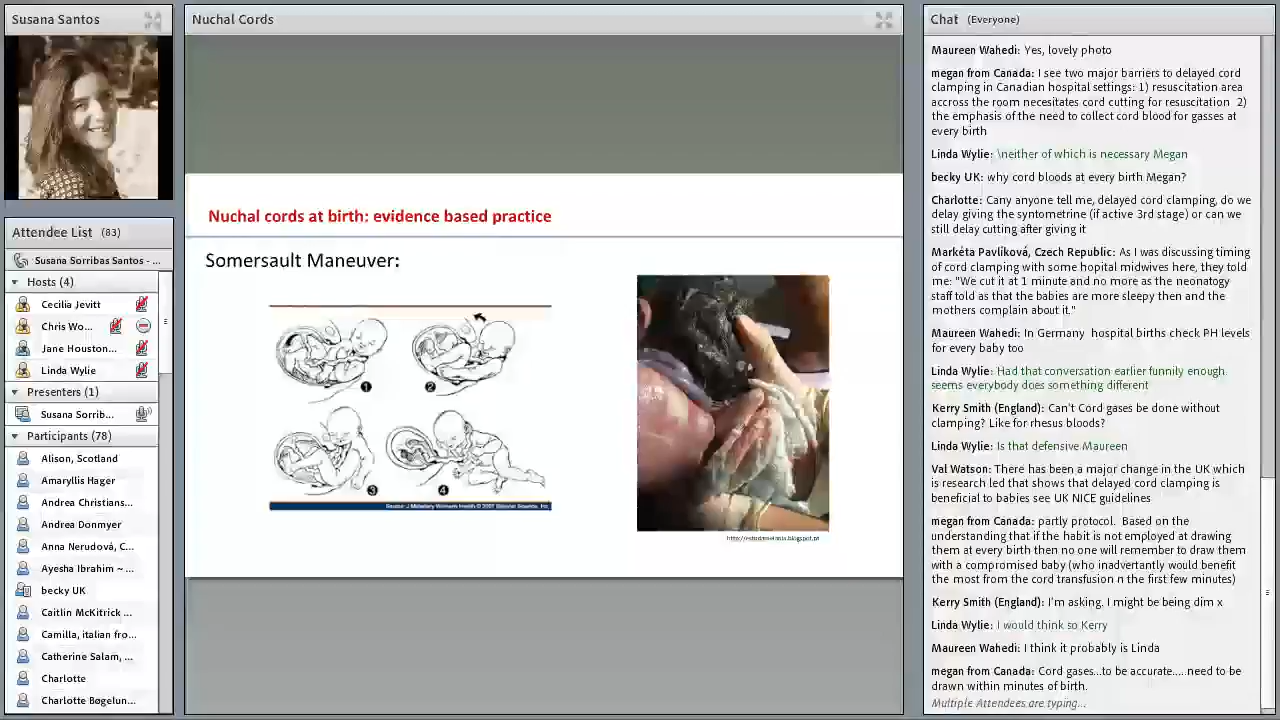 Susana Santos
Attendee List (83)
Susana Sorribas Santos - ...
Hosts (4)
Cecilia Jevitt
Chris Wo...
Jane Houston...
Linda Wylie
Presenters (1)
Susana Sorrib...
Participants (78)
Alison, Scotland
Amaryllis Hager
Andrea Christians...
Andrea Donmyer
Anna Nerudová, C...
Ayesha Ibrahim ~ ...
becky UK
Caitlin McKitrick ...
Camilla, italian fro...
Catherine Salam, ...
Charlotte
Charlotte Bøgelun...
Nuchal Cords
Nuchal cords at birth: evidence based practice
Somersault Maneuver:
1
2
3
4
Source: J Midwifery Womens Health © 2007 Elsevier Science, Inc.
Chat (Everyone)
Maureen Wahedi: Yes, lovely photo
megan from Canada: I see two major barriers to delayed cord
clamping in Canadian hospital settings: 1) resuscitation area
accross the room necesitates cord cutting for resuscitation 2)
the emphasis of the need to collect cord blood for gasses at
every birth
Linda Wylie: \neither of which is necessary Megan
becky UK: why cord bloods at every birth Megan?
Charlotte: Cany anyone tell me, delayed cord clamping, do we
delay giving the syntometrine (if active 3rd stage) or can we
still delay cutting after giving it
Markéta Pavlíková, Czech Republic: As I was discussing timing
of cord clamping with some hopital midwives here, they told
me: "We cut it at 1 minute and no more as the neonatogy
staff told as that the babies are more sleepy then and the
mothers complain about it."
Maureen Wahedi: In Germany hospital births check PH levels
for every baby too
Linda Wylie: Had that conversation earlier funnily enough.
seems everybody does something different
Kerry Smith (England): Can't Cord gases be done without
clamping? Like for rhesus bloods?
Linda Wylie: Is that defensive Maureen
Val Watson: There has been a major change in the UK which
is research led that shows that delayed cord clamping is
beneficial to babies see UK NICE guidelines
megan from Canada: partly protocol. Based on the
understanding that if the habit is not employed at drawing
them at every birth then no one will remember to draw them
with a compromised baby (who inadvertantly would benefit
the most from the cord transfusion n the first few minutes)
Kerry Smith (England): I'm asking. I might be being dim x
Linda Wylie: I would think so Kerry
Maureen Wahedi: I think it probably is Linda
megan from Canada: Cord gases...to be accurate.....need to be
drawn within minutes of birth.
Multiple Attendees are typing...